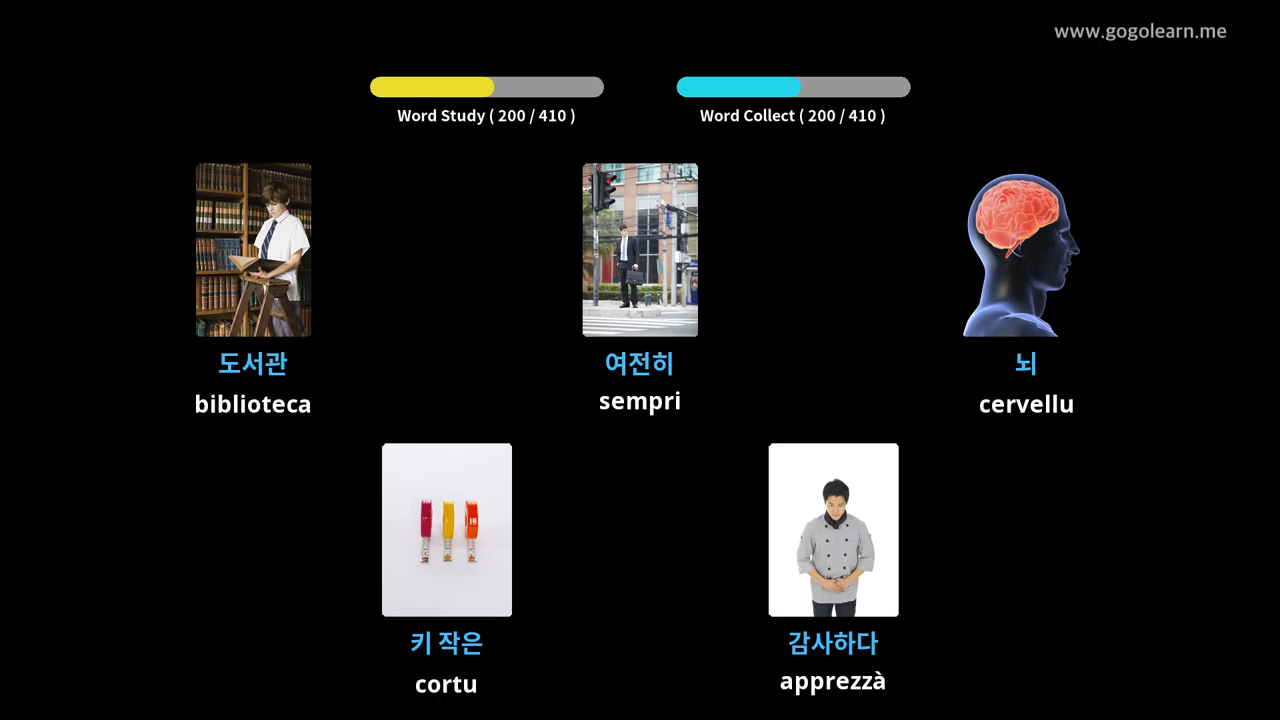 www.gogolearn.me
Word Study ( 200 / 410 )
Word Collect ( 200 / 410 )
도서관
biblioteca
여전히
sempri
뇌
cervellu
키 작은
cortu
감사하다
apprezzà